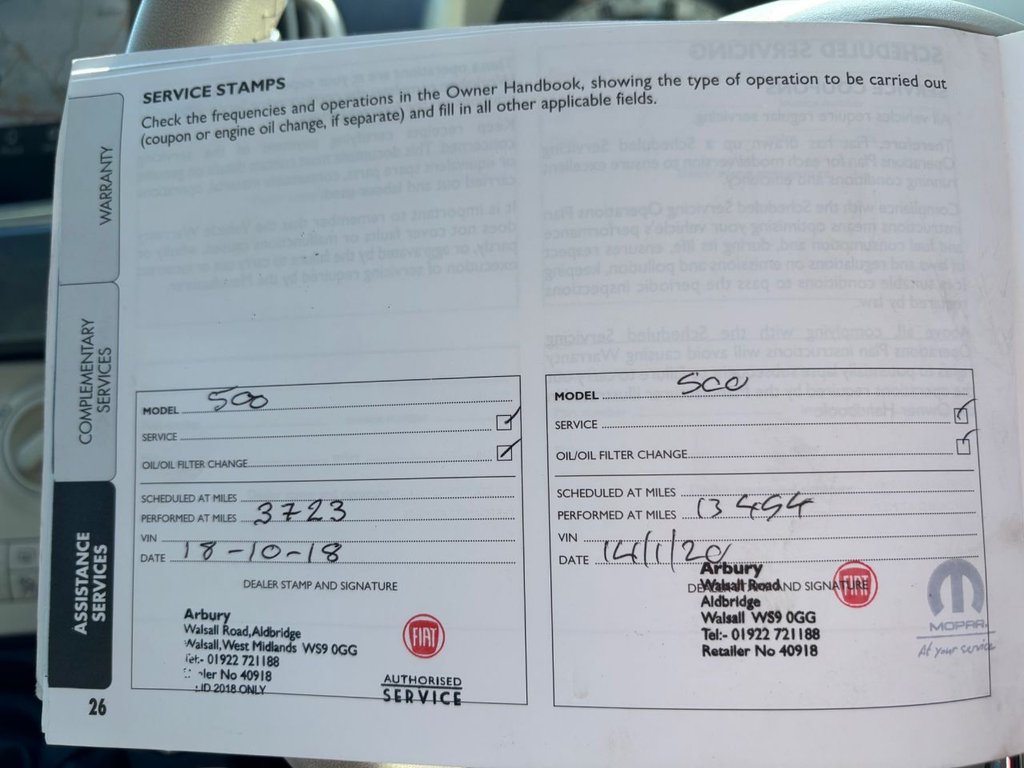 SERVICE STAMPS
Check the frequencies and operations in the Owner Handbook, showing the type of operation to be carried out
(coupon or engine oil change, if separate) and fill in all other applicable fields.
WARRANTY
COMPLEMENTARY
SERVICES
ASSISTANCE
SERVICES
26
MODEL 500
SERVICE
OIL/OIL FILTER CHANGE
SCHEDULED AT MILES
PERFORMED AT MILES 3723
VIN
DATE 18-10-18
DEALER STAMP AND SIGNATURE
Arbury
Walsall Road, Aldbridge
Walsall, West Midlands WS9 0GG
Tel:- 01922 721188
No 40918
2018 ONLY
FIAT
AUTHORISED
SERVICE
MODEL 500
SERVICE
OIL/OIL FILTER CHANGE
SCHEDULED AT MILES
PERFORMED AT MILES 13494
VIN
DATE 14/1/20
DEALER STAMP AND SIGNATURE
Arbury
Walsall Road
Aldbridge
Walsall WS9 0GG
Tel:- 01922 721188
Retailer No 40918
FIAT
MOPAR
At your service